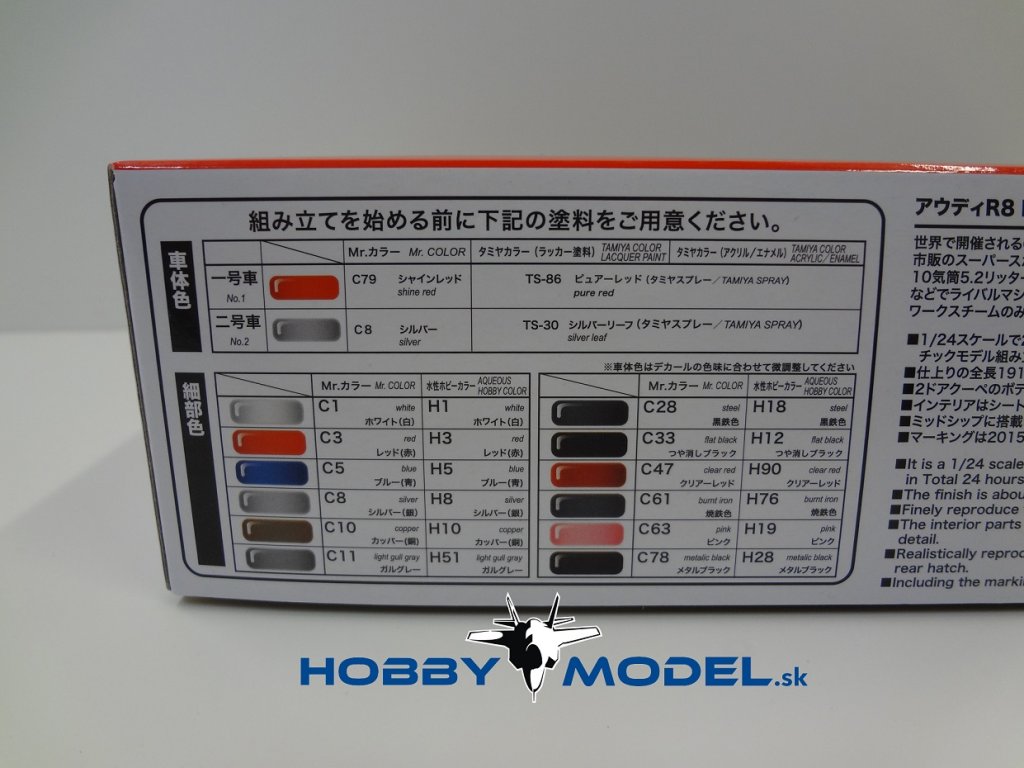 組み立てを始める前に下記の塗料をご用意ください。
車体色
Mr.カラー Mr. COLOR タミヤカラー (ラッカー塗料) TAMIYA COLOR LACQUER PAINT タミヤカラー (アクリル/エナメル) TAMIYA COLOR ACRYLIC/ENAMEL
一号車 No.1 C79 シャインレッド shine red TS-86 ピュアーレッド (タミヤスプレー/TAMIYA SPRAY) pure red
二号車 No.2 C8 シルバー silver TS-30 シルバーリーフ (タミヤスプレー/TAMIYA SPRAY) silver leaf
※車体色はデカールの色味に合わせて微調整してください
細部色
Mr.カラー Mr. COLOR 水性ホビーカラー AQUEOUS HOBBY COLOR
C1 white ホワイト(白) H1 white ホワイト(白)
C3 red レッド(赤) H3 red レッド(赤)
C5 blue ブルー(青) H5 blue ブルー(青)
C8 silver シルバー(銀) H8 silver シルバー(銀)
C10 copper カッパー(銅) H10 copper カッパー(銅)
C11 light gull gray ガルグレー H51 light gull gray ガルグレー
Mr.カラー Mr. COLOR 水性ホビーカラー AQUEOUS HOBBY COLOR
C28 steel 黒鉄色 H18 steel 黒鉄色
C33 flat black つや消しブラック H12 flat black つや消しブラック
C47 clear red クリアーレッド H90 clear red クリアーレッド
C61 burnt iron 焼鉄色 H76 burnt iron 焼鉄色
C63 pink ピンク H19 pink ピンク
C78 metalic black メタルブラック H28 metalic black メタルブラック
アウディR8
世界で開催される
市販のスーパース
10気筒5.2リッター
などでライバルマシ
ワークスチームのみ
■1/24スケールで
チックモデル組み
■仕上りの全長191
■2ドアクーペのボデ
■インテリアはシート
■ミッドシップに搭載
■マーキングは2015
■It is a 1/24 scale
in Total 24 hours
■The finish is abou
■Finely reproduce
■The interior parts
detail.
■Realistically reprod
rear hatch.
■Including the markin
HOBBY MODEL.sk